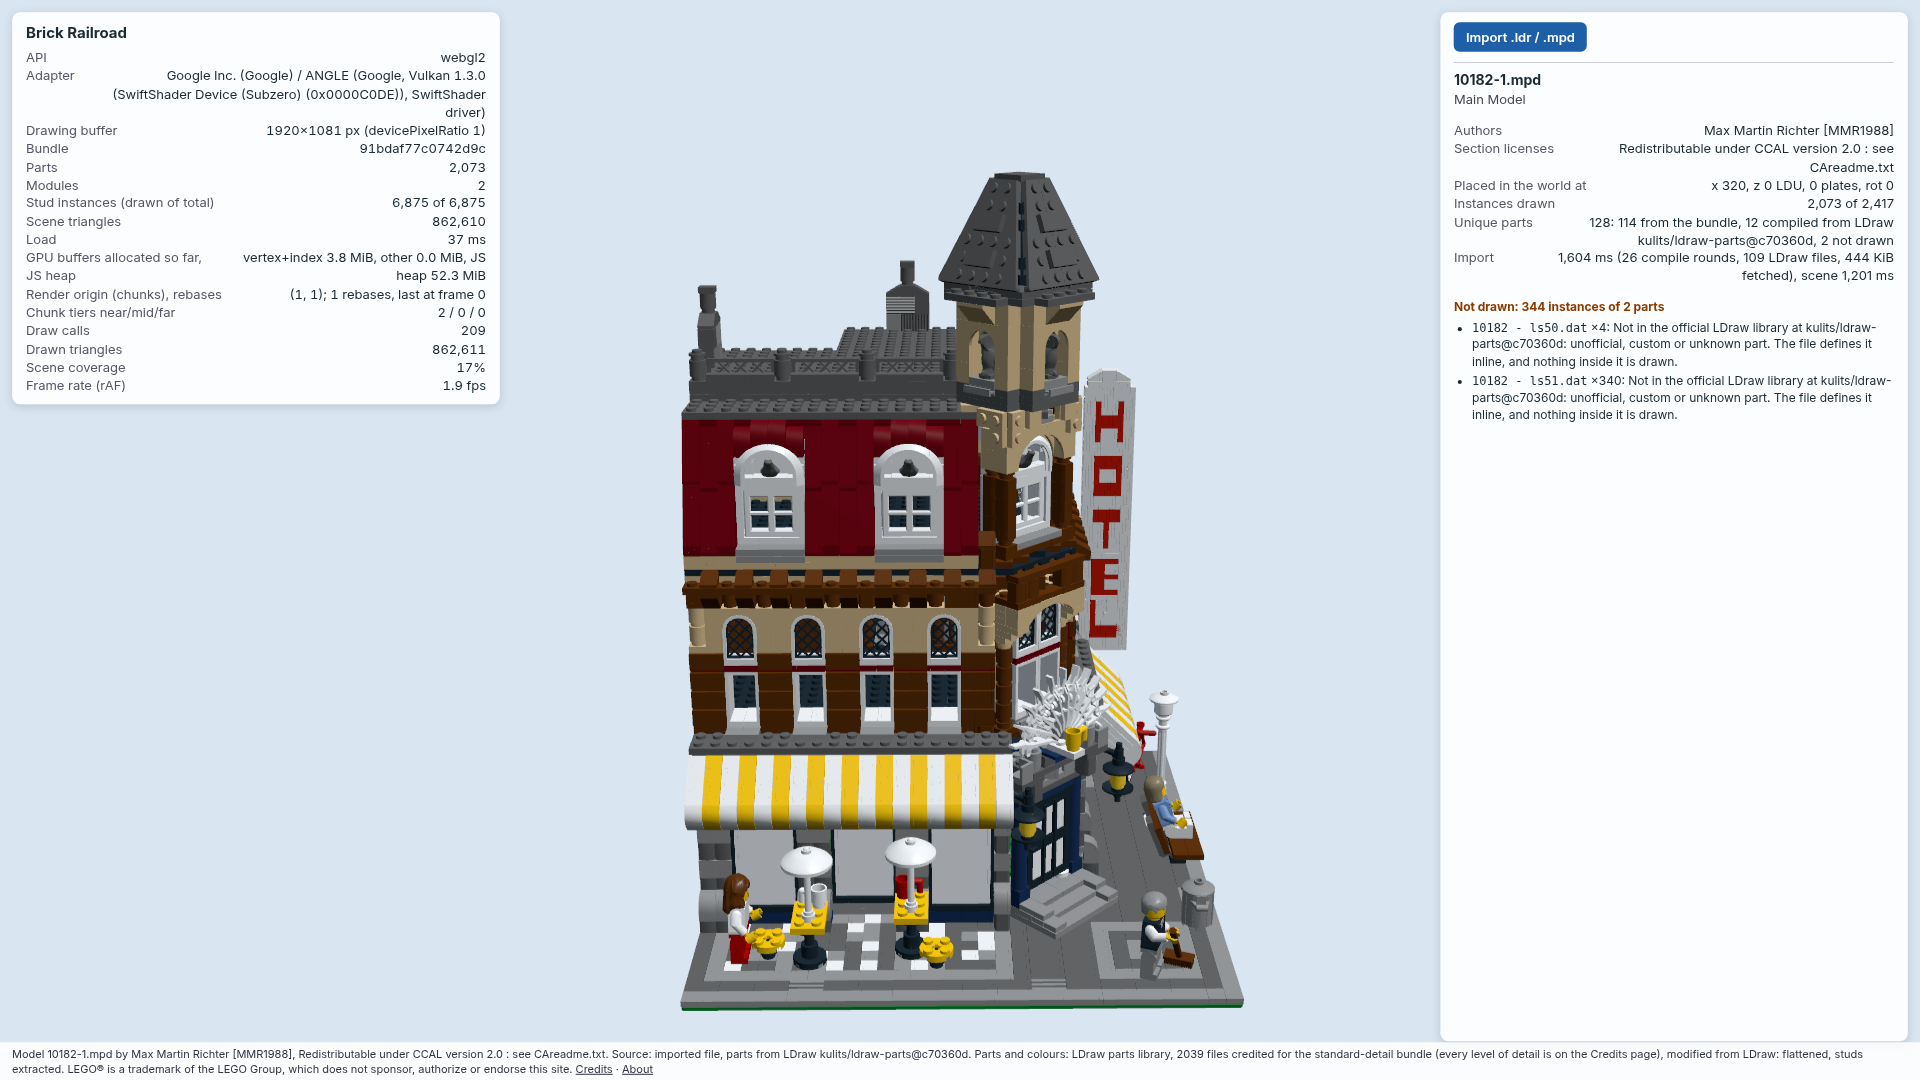 Brick Railroad
API webgl2
Adapter Google Inc. (Google) / ANGLE (Google, Vulkan 1.3.0
(SwiftShader Device (Subzero) (0x0000C0DE)), SwiftShader
driver)
Drawing buffer 1920×1081 px (devicePixelRatio 1)
Bundle 91bdaf77c0742d9c
Parts 2,073
Modules 2
Stud instances (drawn of total) 6,875 of 6,875
Scene triangles 862,610
Load 37 ms
GPU buffers allocated so far, vertex+index 3.8 MiB, other 0.0 MiB, JS
JS heap heap 52.3 MiB
Render origin (chunks), rebases (1, 1); 1 rebases, last at frame 0
Chunk tiers near/mid/far 2 / 0 / 0
Draw calls 209
Drawn triangles 862,611
Scene coverage 17%
Frame rate (rAF) 1.9 fps
HOTEL
Import .ldr / .mpd
10182-1.mpd
Main Model
Authors Max Martin Richter [MMR1988]
Section licenses Redistributable under CCAL version 2.0 : see
CAreadme.txt
Placed in the world at x 320, z 0 LDU, 0 plates, rot 0
Instances drawn 2,073 of 2,417
Unique parts 128: 114 from the bundle, 12 compiled from LDraw
kulits/ldraw-parts@c70360d, 2 not drawn
Import 1,604 ms (26 compile rounds, 109 LDraw files, 444 KiB
fetched), scene 1,201 ms
Not drawn: 344 instances of 2 parts
• 10182 - ls50.dat ×4: Not in the official LDraw library at kulits/ldraw-
parts@c70360d: unofficial, custom or unknown part. The file defines it
inline, and nothing inside it is drawn.
• 10182 - ls51.dat ×340: Not in the official LDraw library at kulits/ldraw-
parts@c70360d: unofficial, custom or unknown part. The file defines it
inline, and nothing inside it is drawn.
Model 10182-1.mpd by Max Martin Richter [MMR1988], Redistributable under CCAL version 2.0 : see CAreadme.txt. Source: imported file, parts from LDraw kulits/ldraw-parts@c70360d. Parts and colours: LDraw parts library, 2039 files credited for the standard-detail bundle (every level of detail is on the Credits page), modified from LDraw: flattened, studs
extracted. LEGO® is a trademark of the LEGO Group, which does not sponsor, authorize or endorse this site. Credits · About